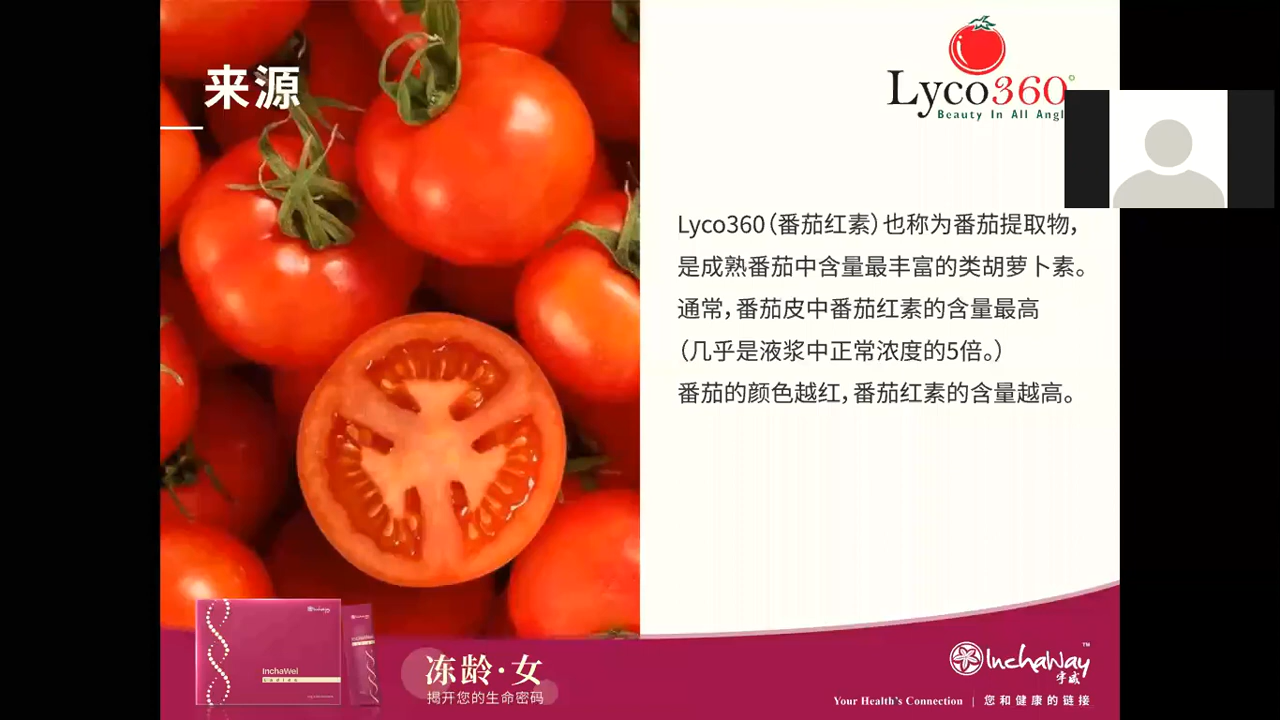 来源
Lyco360
Beauty In All Angl
Lyco360（番茄红素）也称为番茄提取物，
是成熟番茄中含量最丰富的类胡萝卜素。
通常，番茄皮中番茄红素的含量最高
（几乎是液浆中正常浓度的5倍。）
番茄的颜色越红，番茄红素的含量越高。
InchaWay
InchaWei
冻龄·女
揭开您的生命密码
InchaWay™
宇威
Your Health's Connection | 您和健康的链接